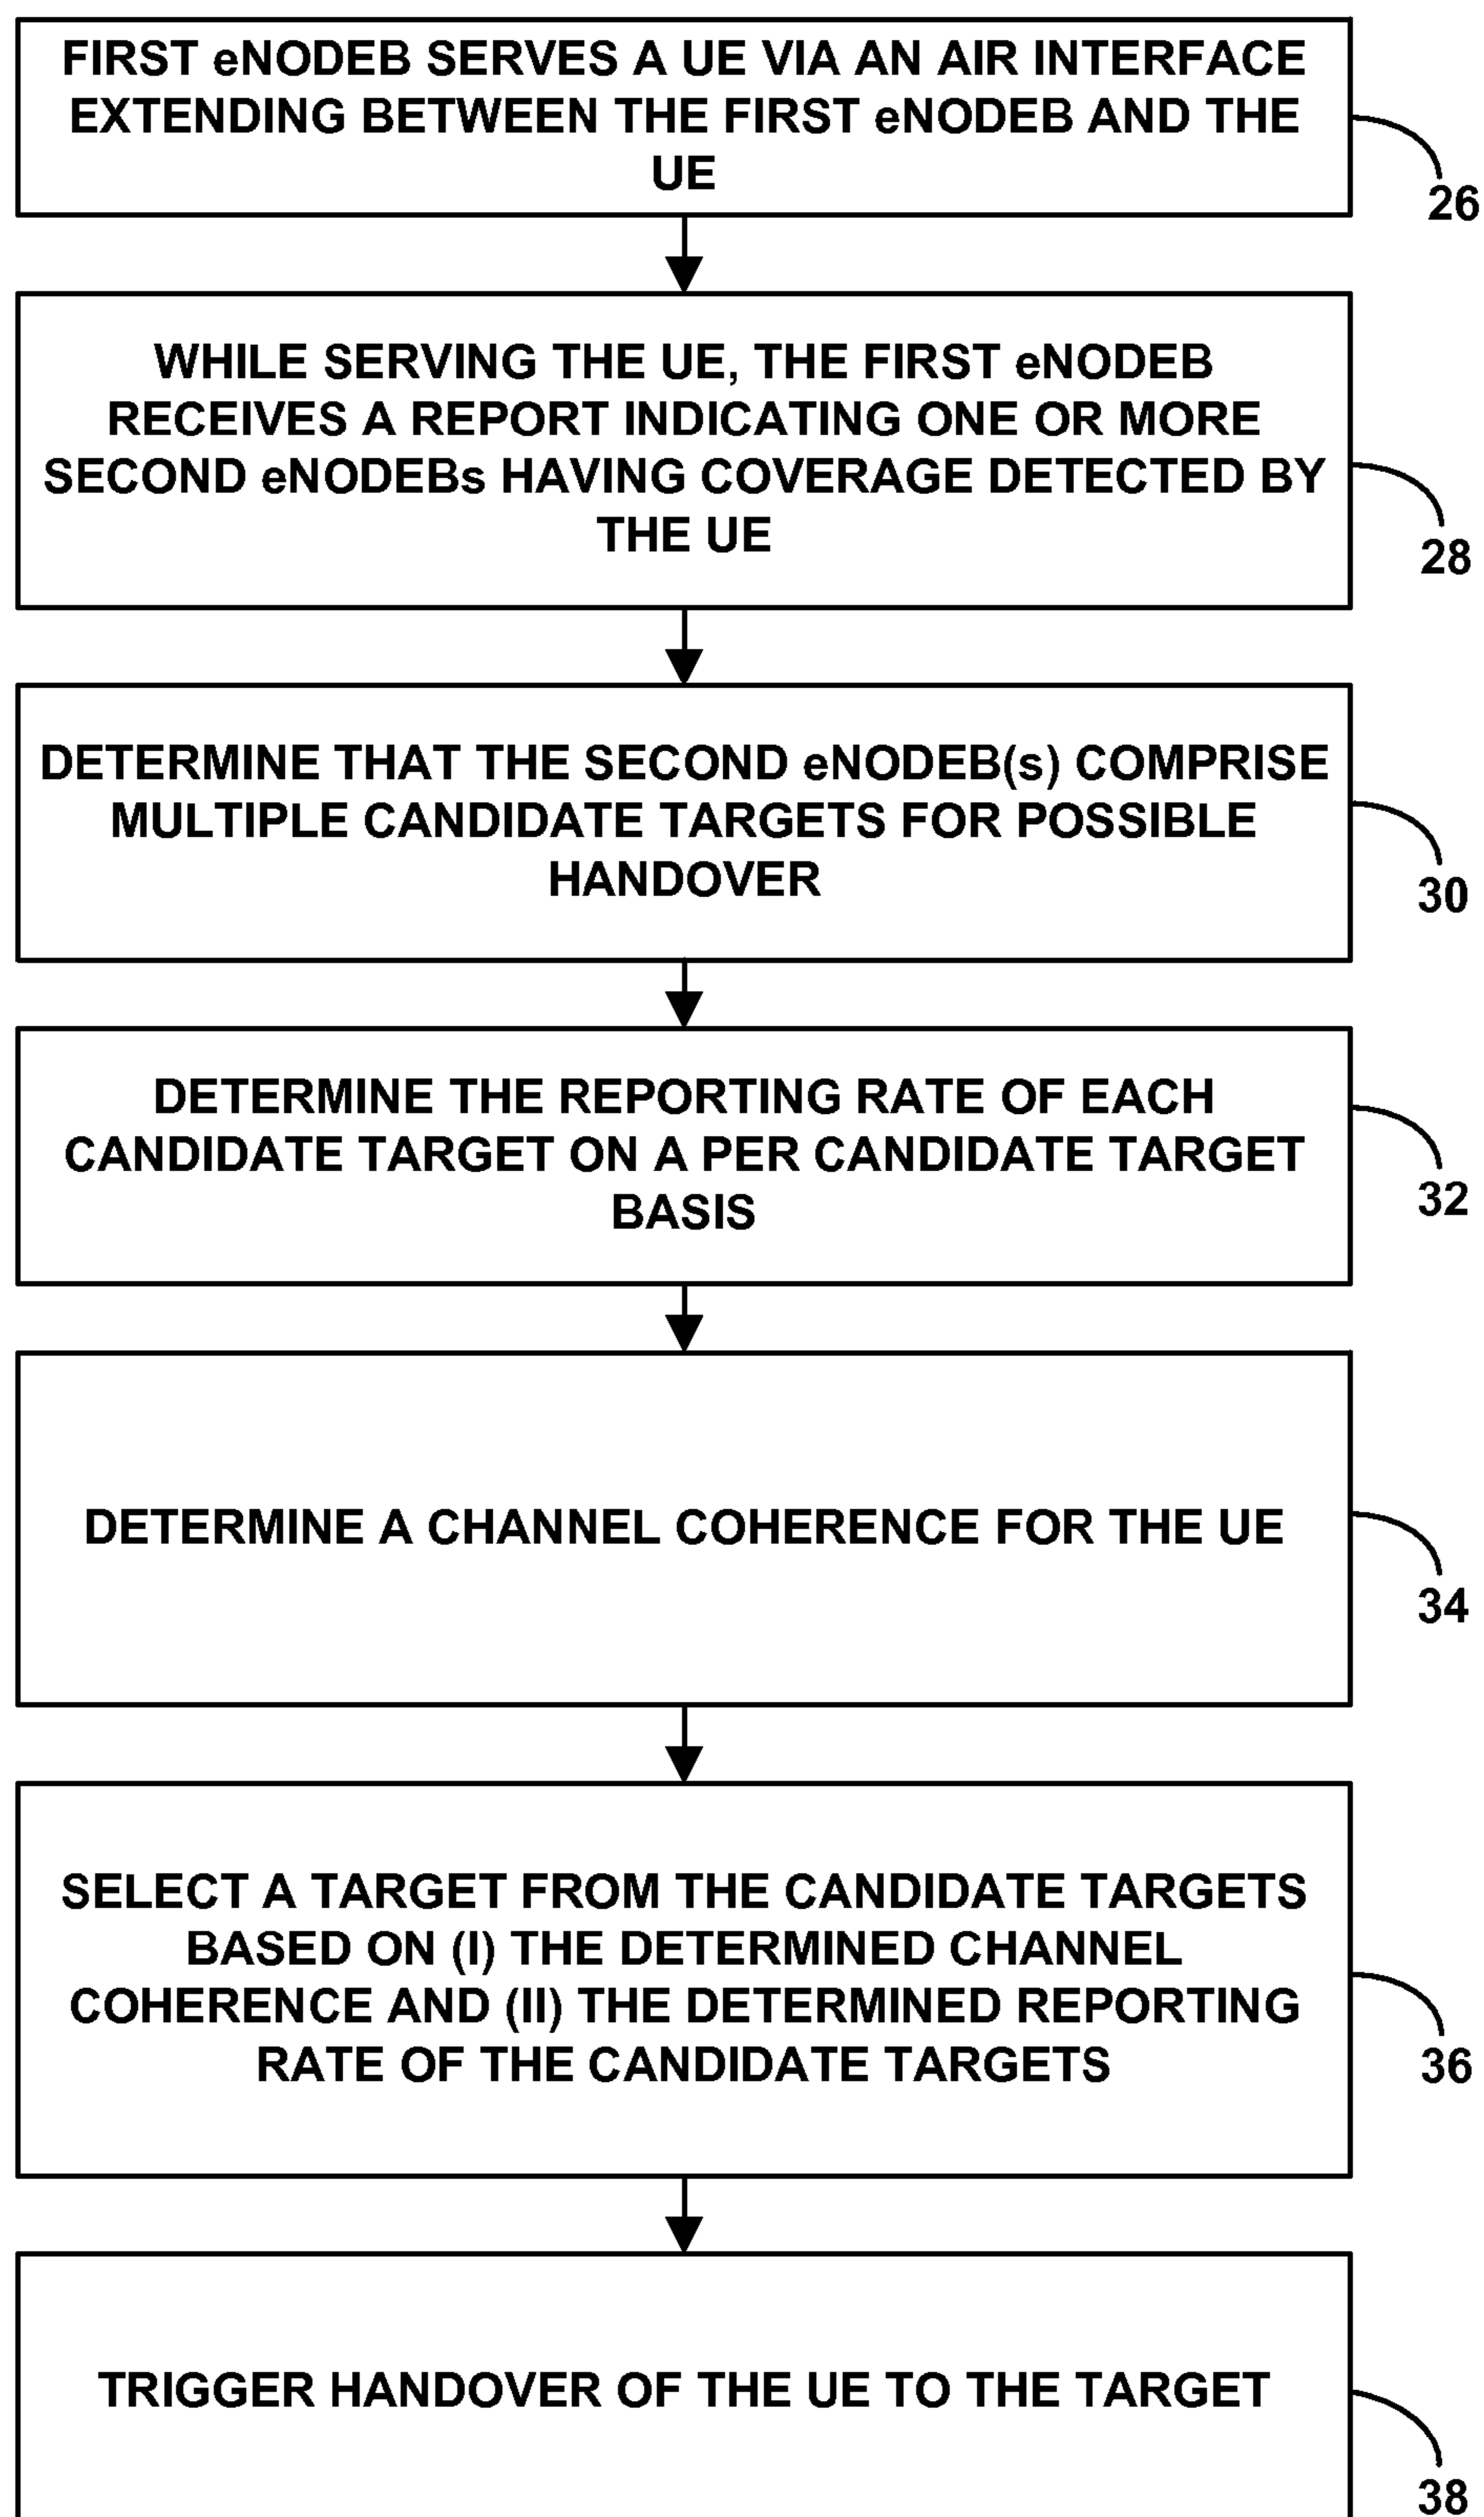 FIRST eNODEB SERVES A UE VIA AN AIR INTERFACE
EXTENDING BETWEEN THE FIRST eNODEB AND THE
UE
26
WHILE SERVING THE UE, THE FIRST eNODEB
RECEIVES A REPORT INDICATING ONE OR MORE
SECOND eNODEBs HAVING COVERAGE DETECTED BY
THE UE
28
DETERMINE THAT THE SECOND eNODEB(s) COMPRISE
MULTIPLE CANDIDATE TARGETS FOR POSSIBLE
HANDOVER
30
DETERMINE THE REPORTING RATE OF EACH
CANDIDATE TARGET ON A PER CANDIDATE TARGET
BASIS
32
DETERMINE A CHANNEL COHERENCE FOR THE UE
34
SELECT A TARGET FROM THE CANDIDATE TARGETS
BASED ON (I) THE DETERMINED CHANNEL
COHERENCE AND (II) THE DETERMINED REPORTING
RATE OF THE CANDIDATE TARGETS
36
TRIGGER HANDOVER OF THE UE TO THE TARGET
38